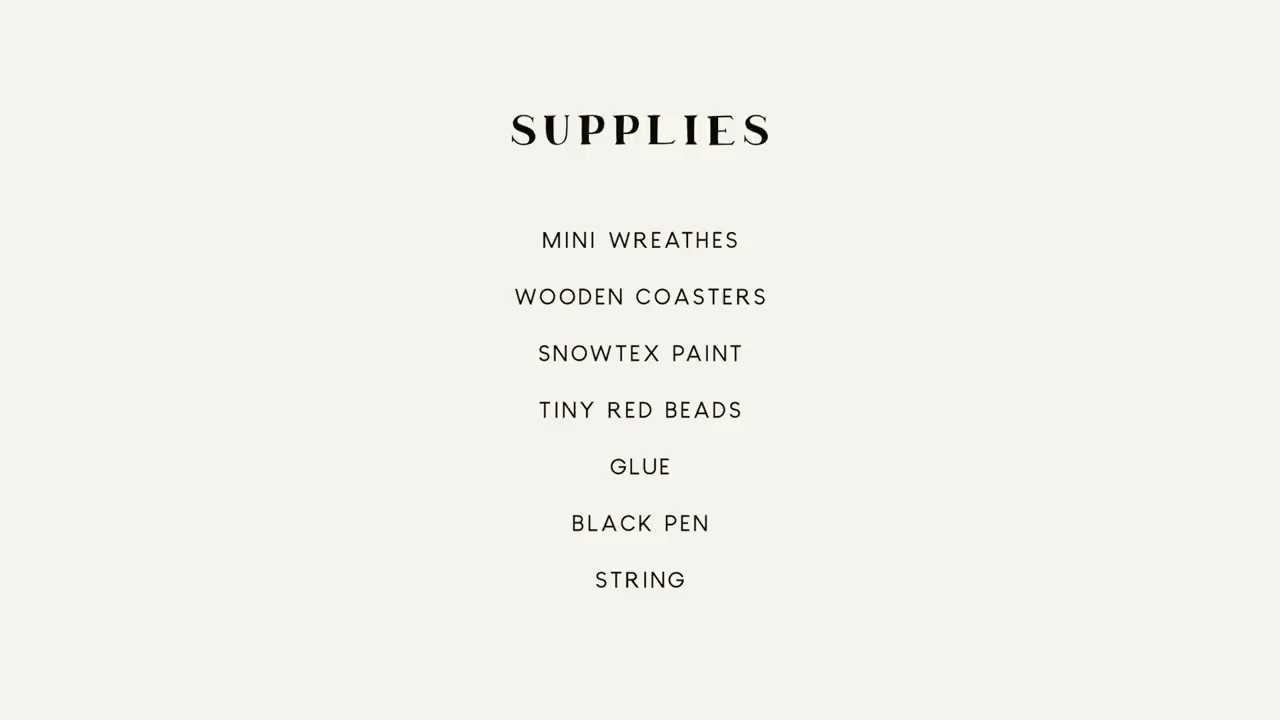 SUPPLIES
MINI WREATHES
WOODEN COASTERS
SNOWTEX PAINT
TINY RED BEADS
GLUE
BLACK PEN
STRING